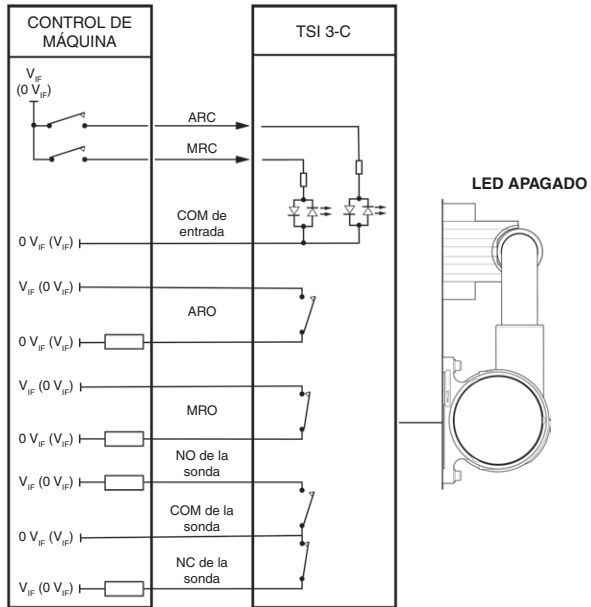 CONTROL DE
MÁQUINA
TSI 3-C
V_IF
(0 V_IF)
ARC
MRC
COM de
entrada
0 V_IF (V_IF)
V_IF (0 V_IF)
ARO
0 V_IF (V_IF)
V_IF (0 V_IF)
MRO
0 V_IF (V_IF)
NO de la
sonda
V_IF (0 V_IF)
COM de la
sonda
0 V_IF (V_IF)
NC de la
sonda
V_IF (0 V_IF)
LED APAGADO